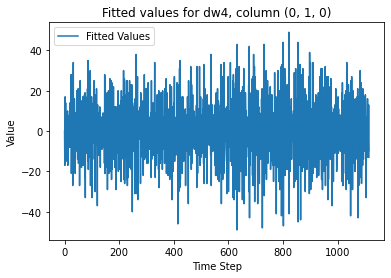 Fitted values for dw4, column (0, 1, 0)
Fitted Values
Value
40
20
0
−20
−40
0
200
400
600
800
1000
Time Step